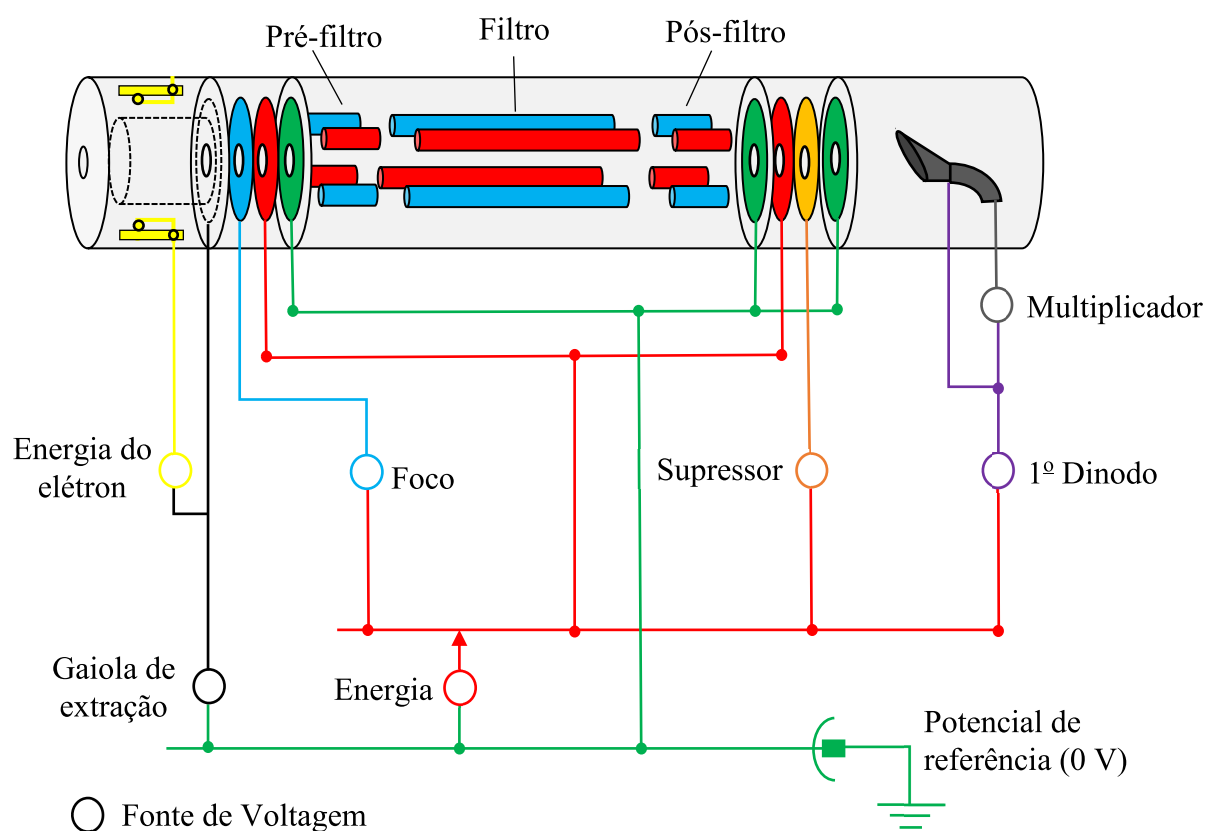 Pré-filtro
Filtro
Pós-filtro
Multiplicador
Energia do
elétron
Foco
Supressor
1º Dinodo
Gaiola de
extração
Energia
Potencial de
referência (0 V)
Fonte de Voltagem